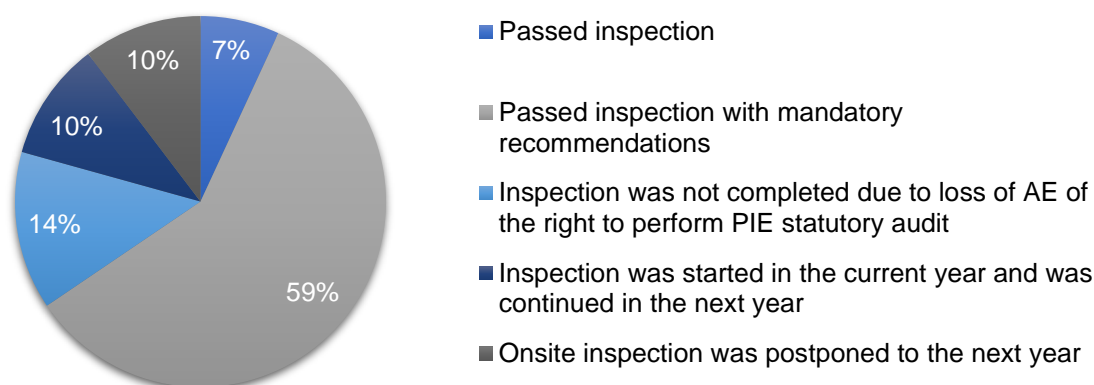 7%
10%
10%
14%
59%
Passed inspection
Passed inspection with mandatory
recommendations
Inspection was not completed due to loss of AE of
the right to perform PIE statutory audit
Inspection was started in the current year and was
continued in the next year
Onsite inspection was postponed to the next year